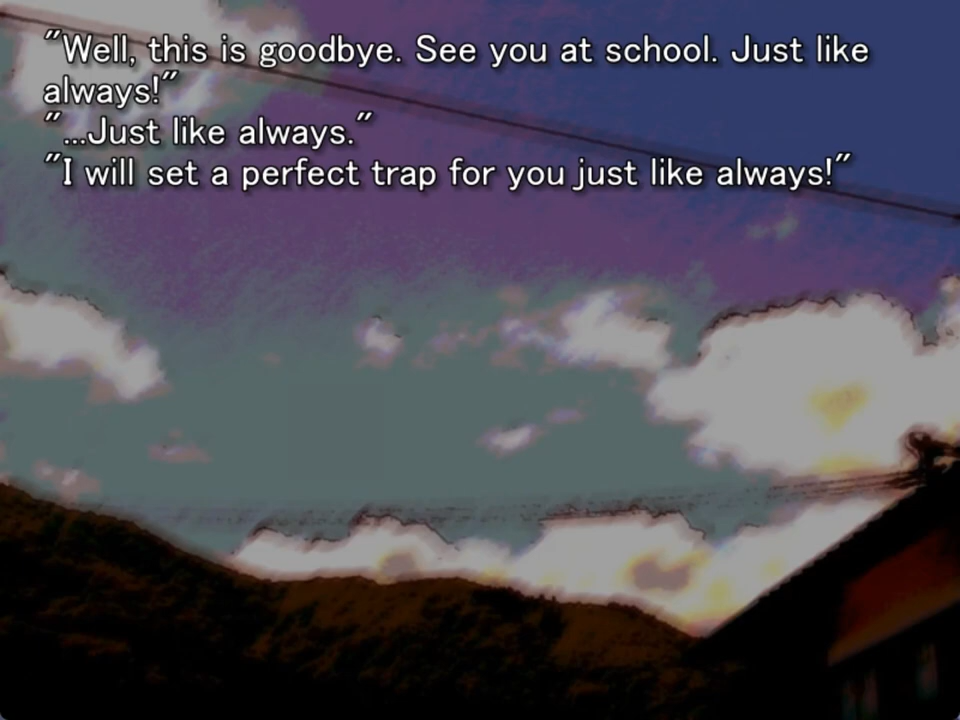 "Well, this is goodbye. See you at school. Just like
always!"
"...Just like always."
"I will set a perfect trap for you just like always!"